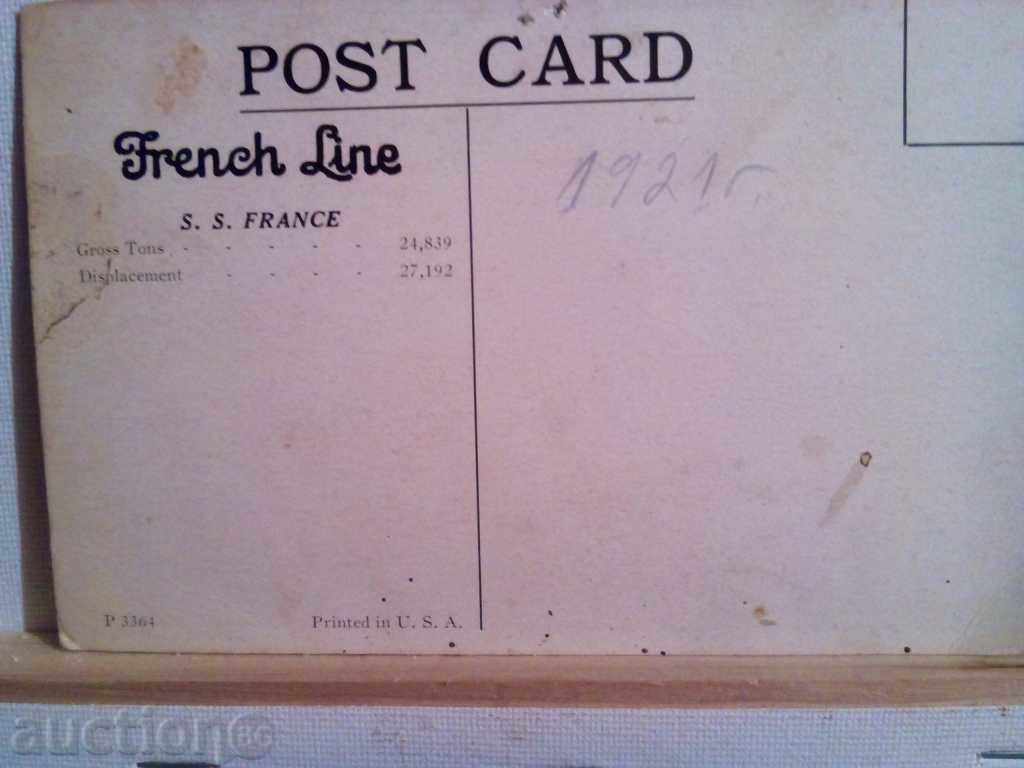 POST CARD
French Line
S. S. FRANCE
Gross Tons - - - - - 24,839
Displacement - - - - 27,192
1921 г.
P 3364
Printed in U. S. A.
auction BG